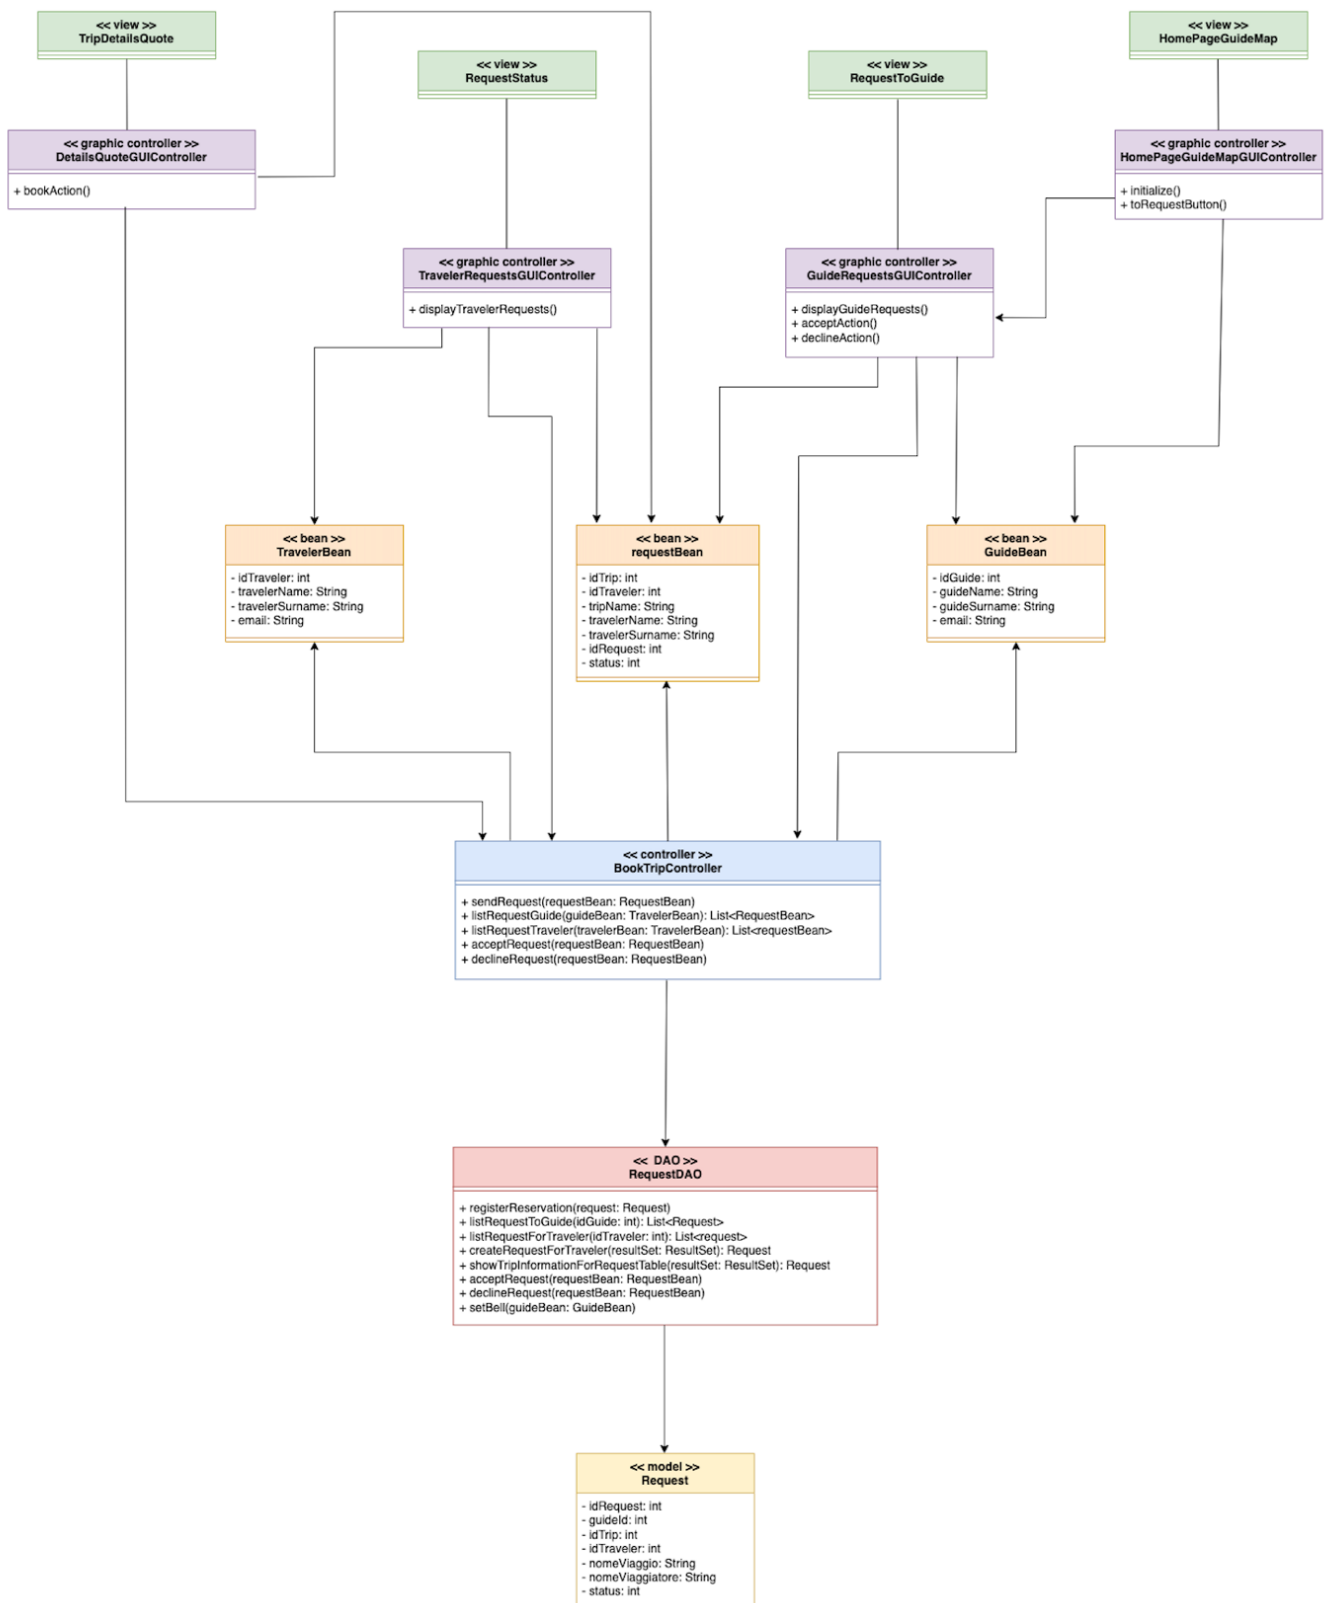 << view >>
TripDetailsQuote
<< view >>
HomePageGuideMap
<< view >>
RequestStatus
<< view >>
RequestToGuide
<< graphic controller >>
DetailsQuoteGUIController
+ bookAction()
<< graphic controller >>
HomePageGuideMapGUIController
+ initialize()
+ toRequestButton()
<< graphic controller >>
TravelerRequestsGUIController
+ displayTravelerRequests()
<< graphic controller >>
GuideRequestsGUIController
+ displayGuideRequests()
+ acceptAction()
+ declineAction()
<< bean >>
TravelerBean
- idTraveler: int
- travelerName: String
- travelerSurname: String
- email: String
<< bean >>
requestBean
- idTrip: int
- idTraveler: int
- tripName: String
- travelerName: String
- travelerSurname: String
- idRequest: int
- status: int
<< bean >>
GuideBean
- idGuide: int
- guideName: String
- guideSurname: String
- email: String
<< controller >>
BookTripController
+ sendRequest(requestBean: RequestBean)
+ listRequestGuide(guideBean: TravelerBean): List<RequestBean>
+ listRequestTraveler(travelerBean: TravelerBean): List<requestBean>
+ acceptRequest(requestBean: RequestBean)
+ declineRequest(requestBean: RequestBean)
<< DAO >>
RequestDAO
+ registerReservation(request: Request)
+ listRequestToGuide(idGuide: int): List<Request>
+ listRequestForTraveler(idTraveler: int): List<request>
+ createRequestForTraveler(resultSet: ResultSet): Request
+ showTripInformationForRequestTable(resultSet: ResultSet): Request
+ acceptRequest(requestBean: RequestBean)
+ declineRequest(requestBean: RequestBean)
+ setBell(guideBean: GuideBean)
<< model >>
Request
- idRequest: int
- guideId: int
- idTrip: int
- idTraveler: int
- nomeViaggio: String
- nomeViaggiatore: String
- status: int